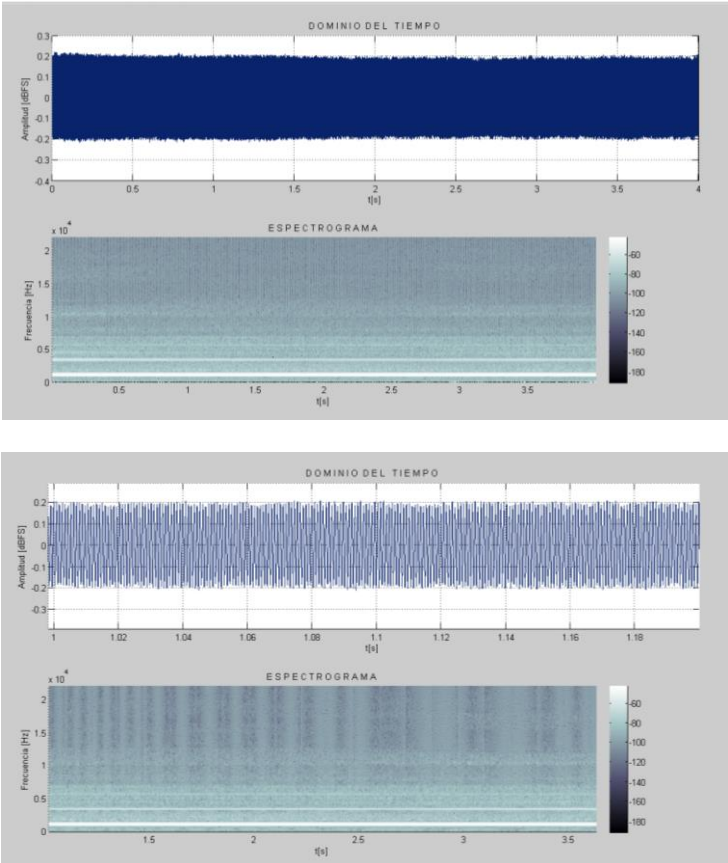 DOMINIO DEL TIEMPO
0.3
0.2
0.1
0
-0.1
-0.2
-0.3
-0.4
Amplitud [dBFS]
0 0.5 1 1.5 2 2.5 3 3.5 4
t[s]
ESPECTROGRAMA
x 10^4
2
1.5
1
0.5
0
Frecuencia [Hz]
0.5 1 1.5 2 2.5 3 3.5
t[s]
-60
-80
-100
-120
-140
-160
-180
DOMINIO DEL TIEMPO
0.2
0.1
0
-0.1
-0.2
-0.3
Amplitud [dBFS]
1 1.02 1.04 1.06 1.08 1.1 1.12 1.14 1.16 1.18
t[s]
ESPECTROGRAMA
x 10^4
2
1.5
1
0.5
0
Frecuencia [Hz]
1.5 2 2.5 3 3.5
t[s]
-60
-80
-100
-120
-140
-160
-180